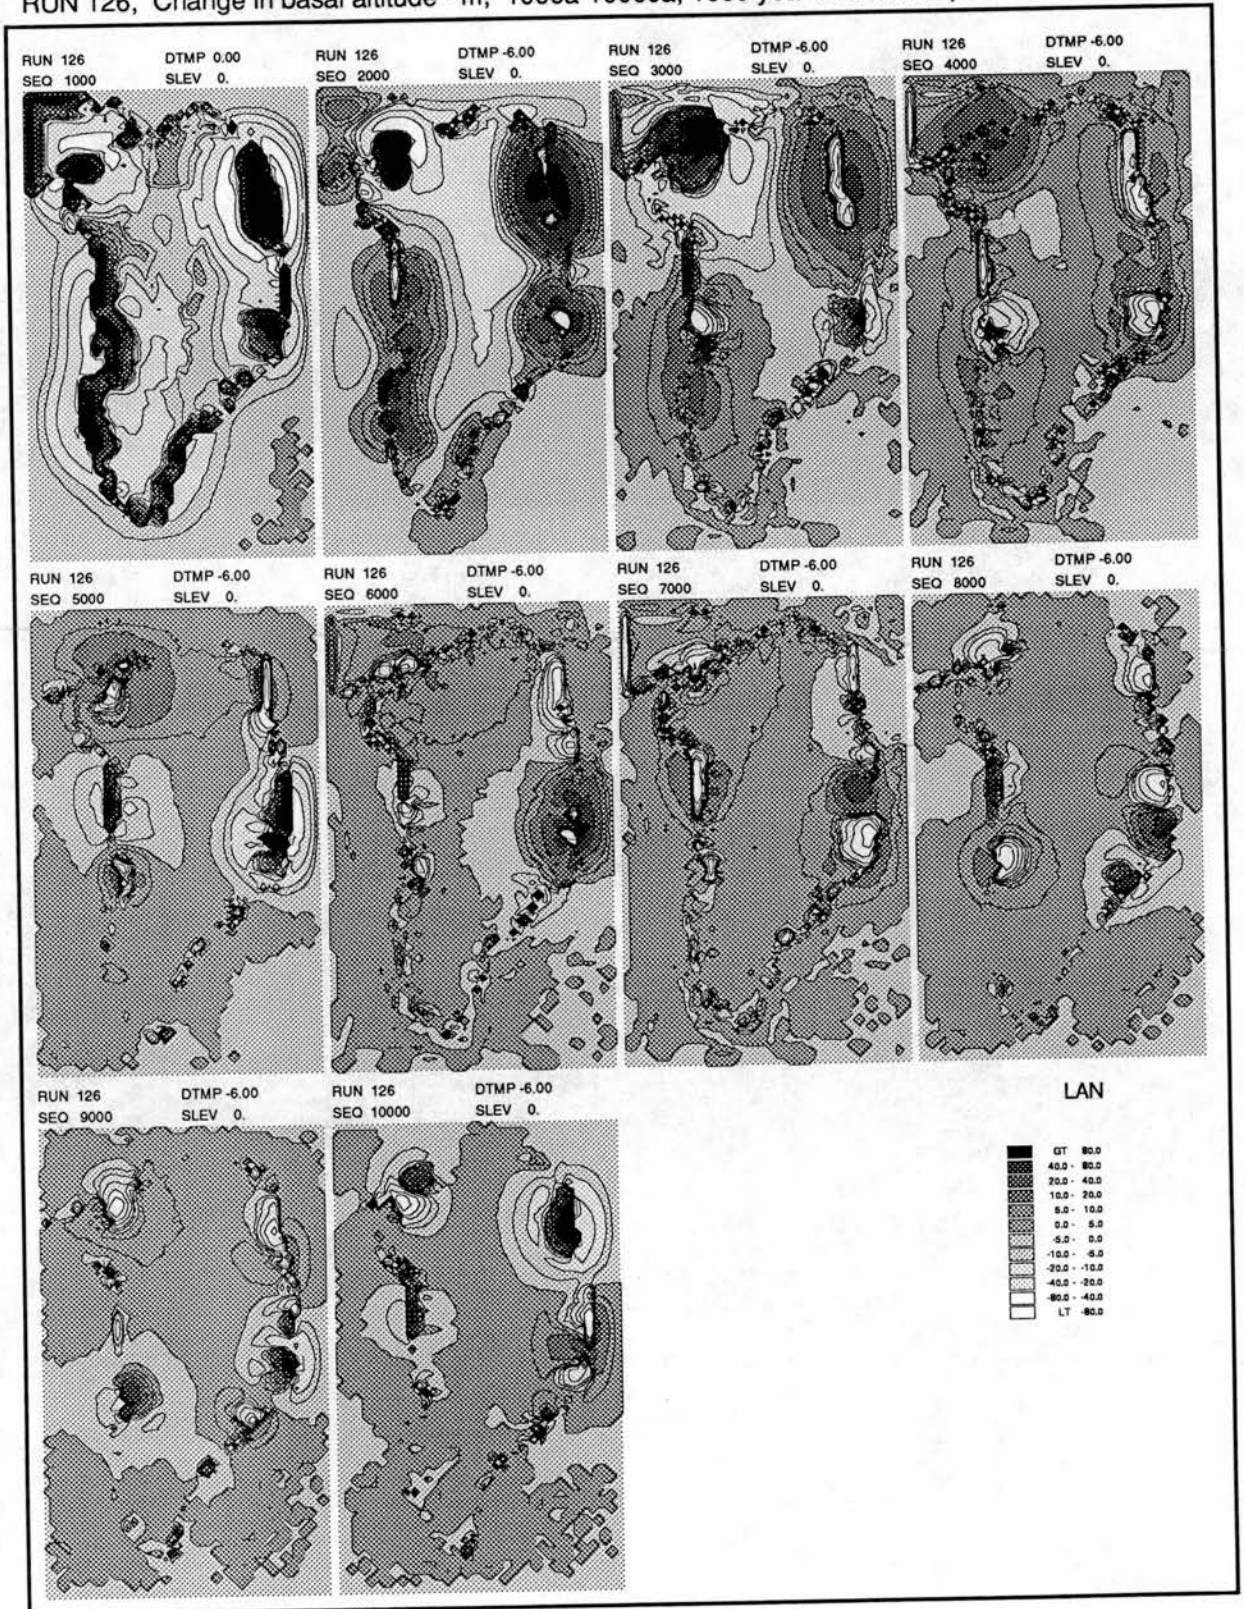 RUN 126, Change in basal altitude - m, 1000a-10000a, 1000
RUN 126 DTMP 0.00
SEQ 1000 SLEV 0.
RUN 126 DTMP -6.00
SEQ 2000 SLEV 0.
RUN 126 DTMP -6.00
SEQ 3000 SLEV 0.
RUN 126 DTMP -6.00
SEQ 4000 SLEV 0.
RUN 126 DTMP -6.00
SEQ 5000 SLEV 0.
RUN 126 DTMP -6.00
SEQ 6000 SLEV 0.
RUN 126 DTMP -6.00
SEQ 7000 SLEV 0.
RUN 126 DTMP -6.00
SEQ 8000 SLEV 0.
RUN 126 DTMP -6.00
SEQ 9000 SLEV 0.
RUN 126 DTMP -6.00
SEQ 10000 SLEV 0.
LAN
GT 80.0
40.0 - 80.0
20.0 - 40.0
10.0 - 20.0
5.0 - 10.0
0.0 - 5.0
-5.0 - 0.0
-10.0 - -5.0
-20.0 - -10.0
-40.0 - -20.0
-80.0 - -40.0
LT -80.0